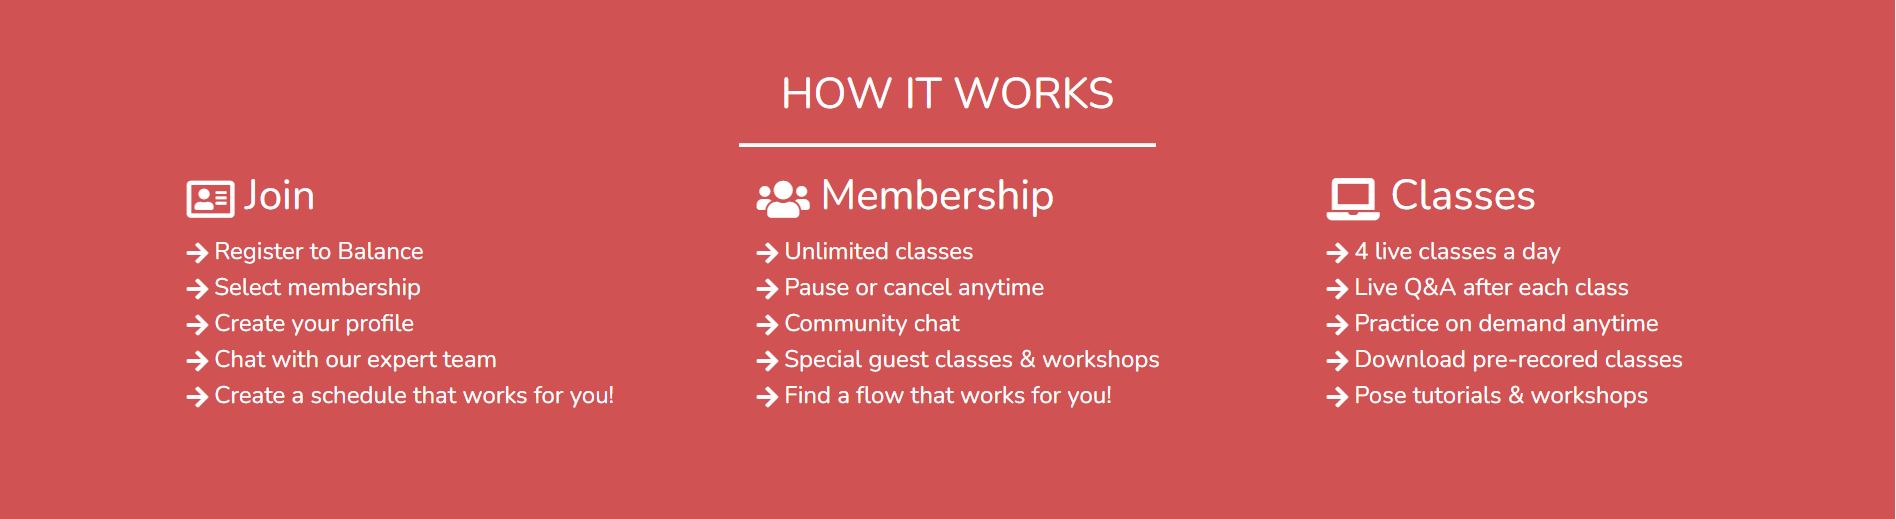 HOW IT WORKS
Join
Register to Balance
Select membership
Create your profile
Chat with our expert team
Create a schedule that works for you!
Membership
Unlimited classes
Pause or cancel anytime
Community chat
Special guest classes & workshops
Find a flow that works for you!
Classes
4 live classes a day
Live Q&A after each class
Practice on demand anytime
Download pre-recored classes
Pose tutorials & workshops